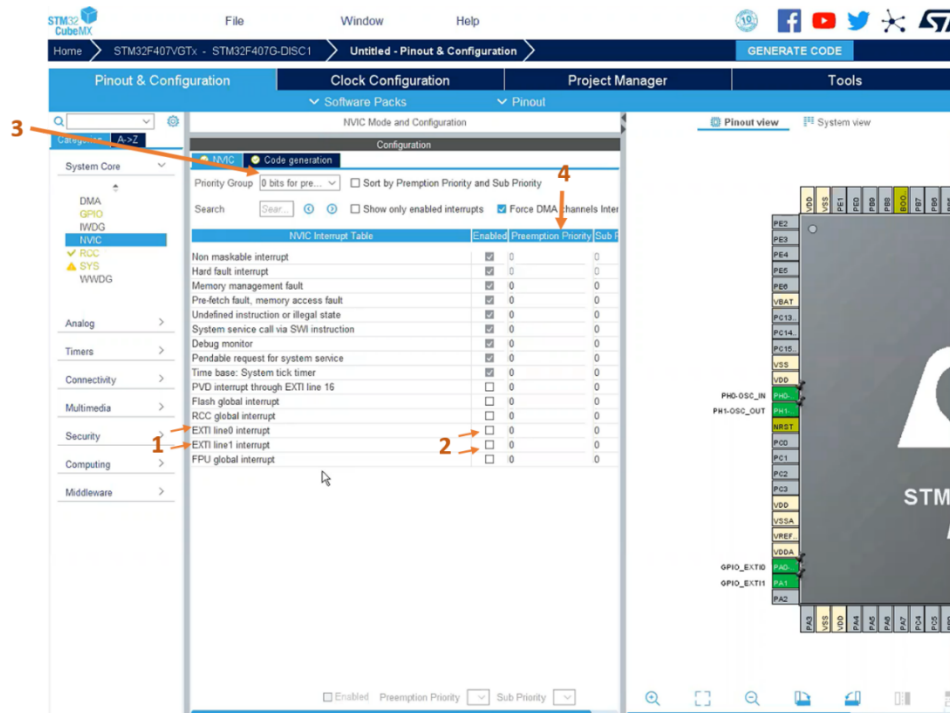 STM32
CubeMX
File Window Help
Home STM32F407VGTx - STM32F407G-DISC1 Untitled - Pinout & Configuration GENERATE CODE
Pinout & Configuration Clock Configuration Project Manager Tools
Software Packs Pinout
NVIC Mode and Configuration
Pinout view System view
3
Categories A->Z
Configuration
NVIC Code generation
System Core
Priority Group 0 bits for pre... Sort by Premption Priority and Sub Priority
4
Search Sear... Show only enabled interrupts Force DMA channels Inter
NVIC Interrupt Table Enabled Preemption Priority Sub P
DMA
GPIO
IWDG
NVIC
RCC
SYS
WWDG
Analog
Timers
Connectivity
Multimedia
Security
Computing
Middleware
Non maskable interrupt 0 0
Hard fault interrupt 0 0
Memory management fault 0 0
Pre-fetch fault, memory access fault 0 0
Undefined instruction or illegal state 0 0
System service call via SWI instruction 0 0
Debug monitor 0 0
Pendable request for system service 0 0
Time base: System tick timer 0 0
PVD interrupt through EXTI line 16 0 0
Flash global interrupt 0 0
RCC global interrupt 0 0
EXTI line0 interrupt 0 0
EXTI line1 interrupt 0 0
FPU global interrupt 0 0
1
2
Enabled Preemption Priority Sub Priority
VDD VSS PE1 PE0 PB9 PB8 BOO.. PB7 PB6
PE2
PE3
PE4
PE5
PE6
VBAT
PC13..
PC14..
PC15..
VSS
VDD
PH0-OSC_IN PH0-
PH1-OSC_OUT PH1-
NRST
PC0
PC1
PC2
PC3
VDD
VSSA
VREF..
VDDA
GPIO_EXTI0 PA0-
GPIO_EXTI1 PA1
PA2
STM
PA3 VSS VDD PA4 PA5 PA6 PA7 PC4 PC5